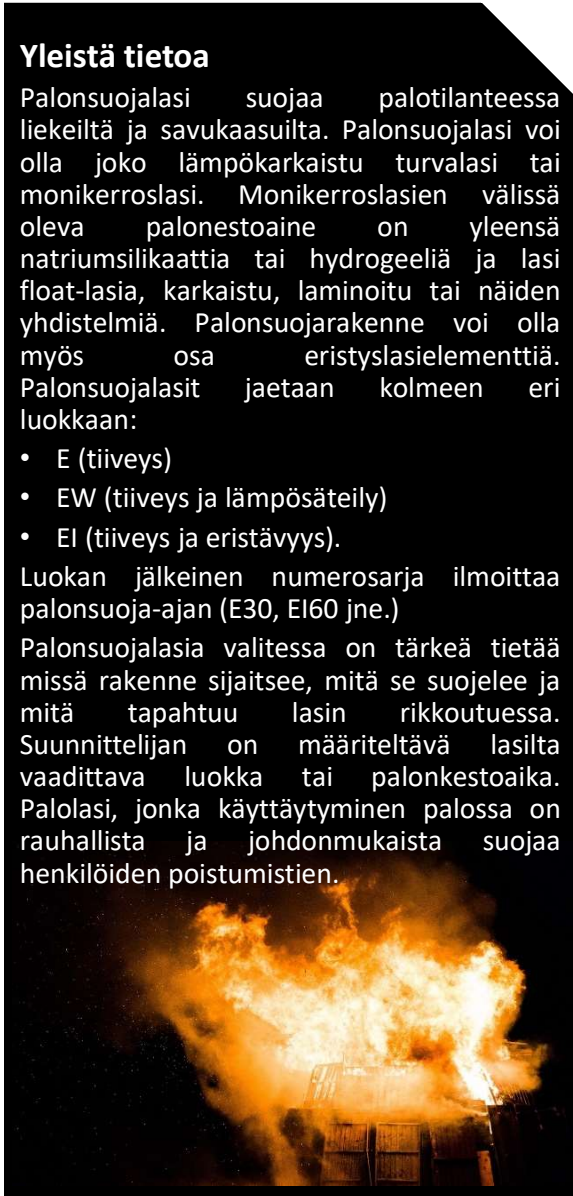 Yleistä tietoa
Palonsuojalasi suojaa palotilanteessa
liekeiltä ja savukaasuilta. Palonsuojalasi voi
olla joko lämpökarkaistu turvalasi tai
monikerroslasi. Monikerroslasien välissä
oleva palonestoaine on yleensä
natriumsilikaattia tai hydrogeeliä ja lasi
float-lasia, karkaistu, laminoitu tai näiden
yhdistelmiä. Palonsuojarakenne voi olla
myös osa eristyslasielementtiä.
Palonsuojalasit jaetaan kolmeen eri
luokkaan:
• E (tiiveys)
• EW (tiiveys ja lämpösäteily)
• EI (tiiveys ja eristävyys).
Luokan jälkeinen numerosarja ilmoittaa
palonsuoja-ajan (E30, EI60 jne.)
Palonsuojalasia valitessa on tärkeä tietää
missä rakenne sijaitsee, mitä se suojelee ja
mitä tapahtuu lasin rikkoutuessa.
Suunnittelijan on määriteltävä lasilta
vaadittava luokka tai palonkestoaika.
Palolasi, jonka käyttäytyminen palossa on
rauhallista ja johdonmukaista suojaa
henkilöiden poistumistien.